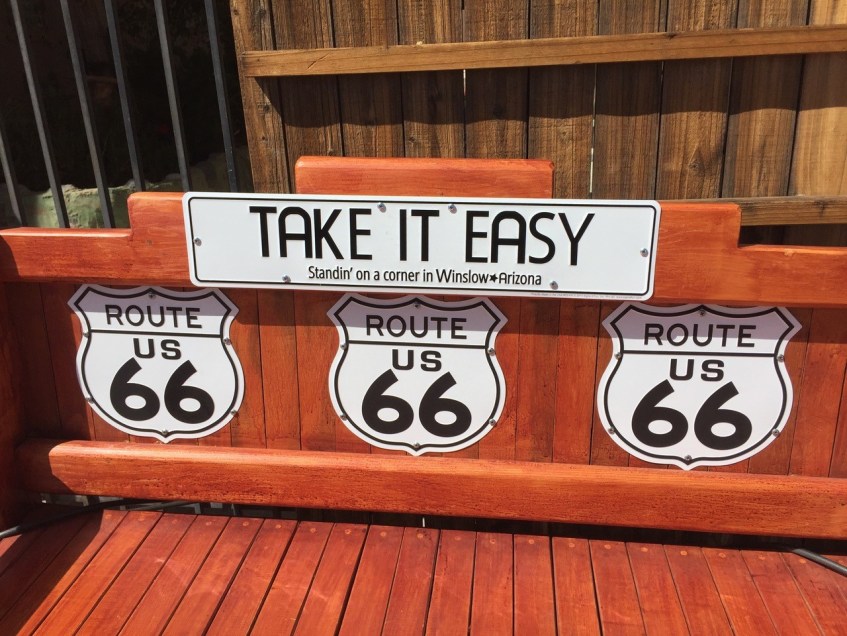 TAKE IT EASY
Standin' on a corner in Winslow★Arizona
ROUTE
US
66
ROUTE
US
66
ROUTE
US
66